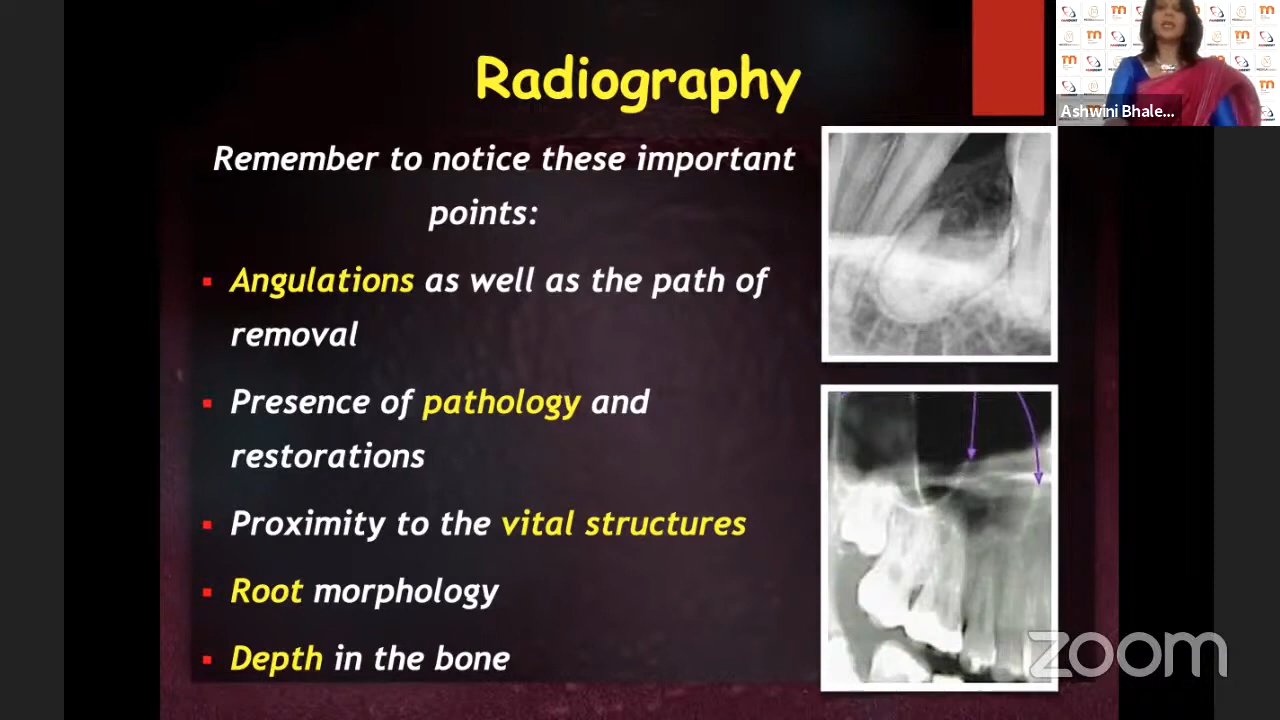 Radiography
Remember to notice these important
points:
Angulations as well as the path of
removal
Presence of pathology and
restorations
Proximity to the vital structures
Root morphology
Depth in the bone
Ashwini Bhale...
zoom